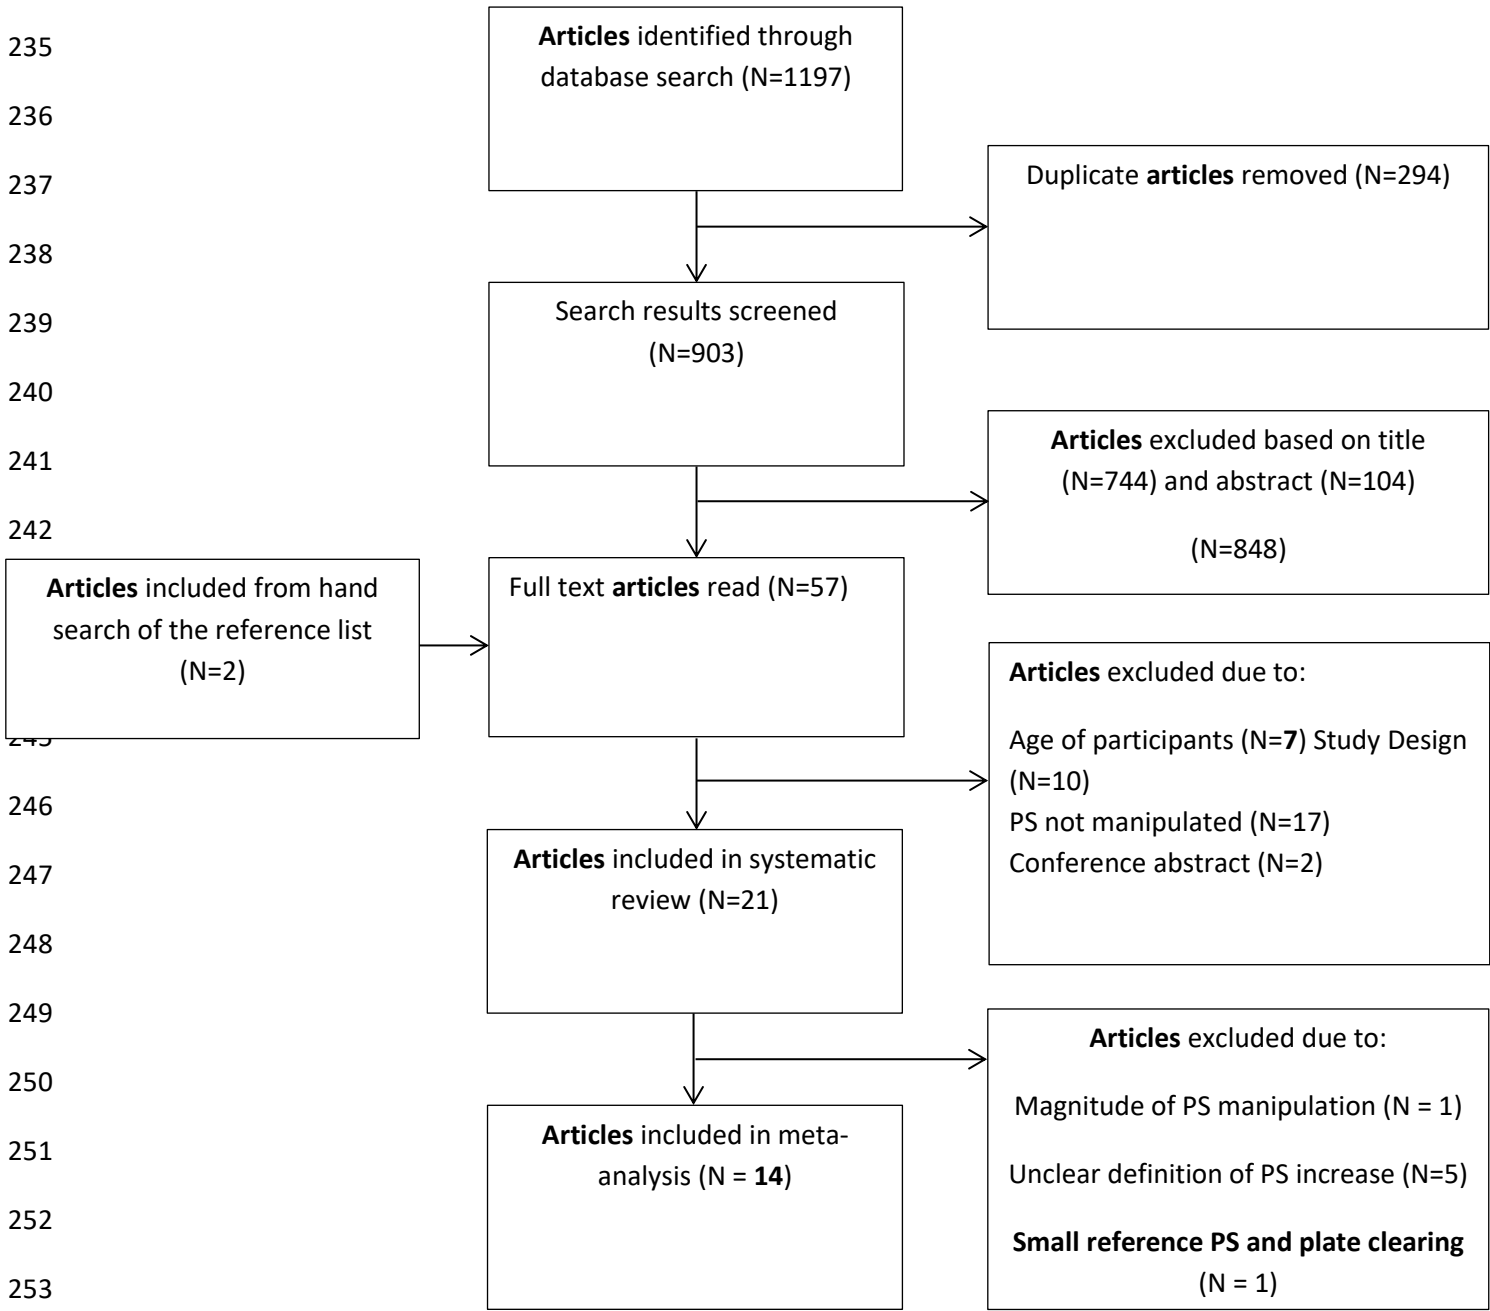 235
Articles identified through
database search (N=1197)
236
237
Duplicate articles removed (N=294)
238
239
Search results screened
(N=903)
240
241
Articles excluded based on title
(N=744) and abstract (N=104)
(N=848)
242
Articles included from hand
search of the reference list
(N=2)
Full text articles read (N=57)
Articles excluded due to:
Age of participants (N=7) Study Design
(N=10)
PS not manipulated (N=17)
Conference abstract (N=2)
246
247
Articles included in systematic
review (N=21)
248
249
Articles excluded due to:
Magnitude of PS manipulation (N = 1)
Unclear definition of PS increase (N=5)
Small reference PS and plate clearing
(N = 1)
250
251
Articles included in meta-
analysis (N = 14)
252
253